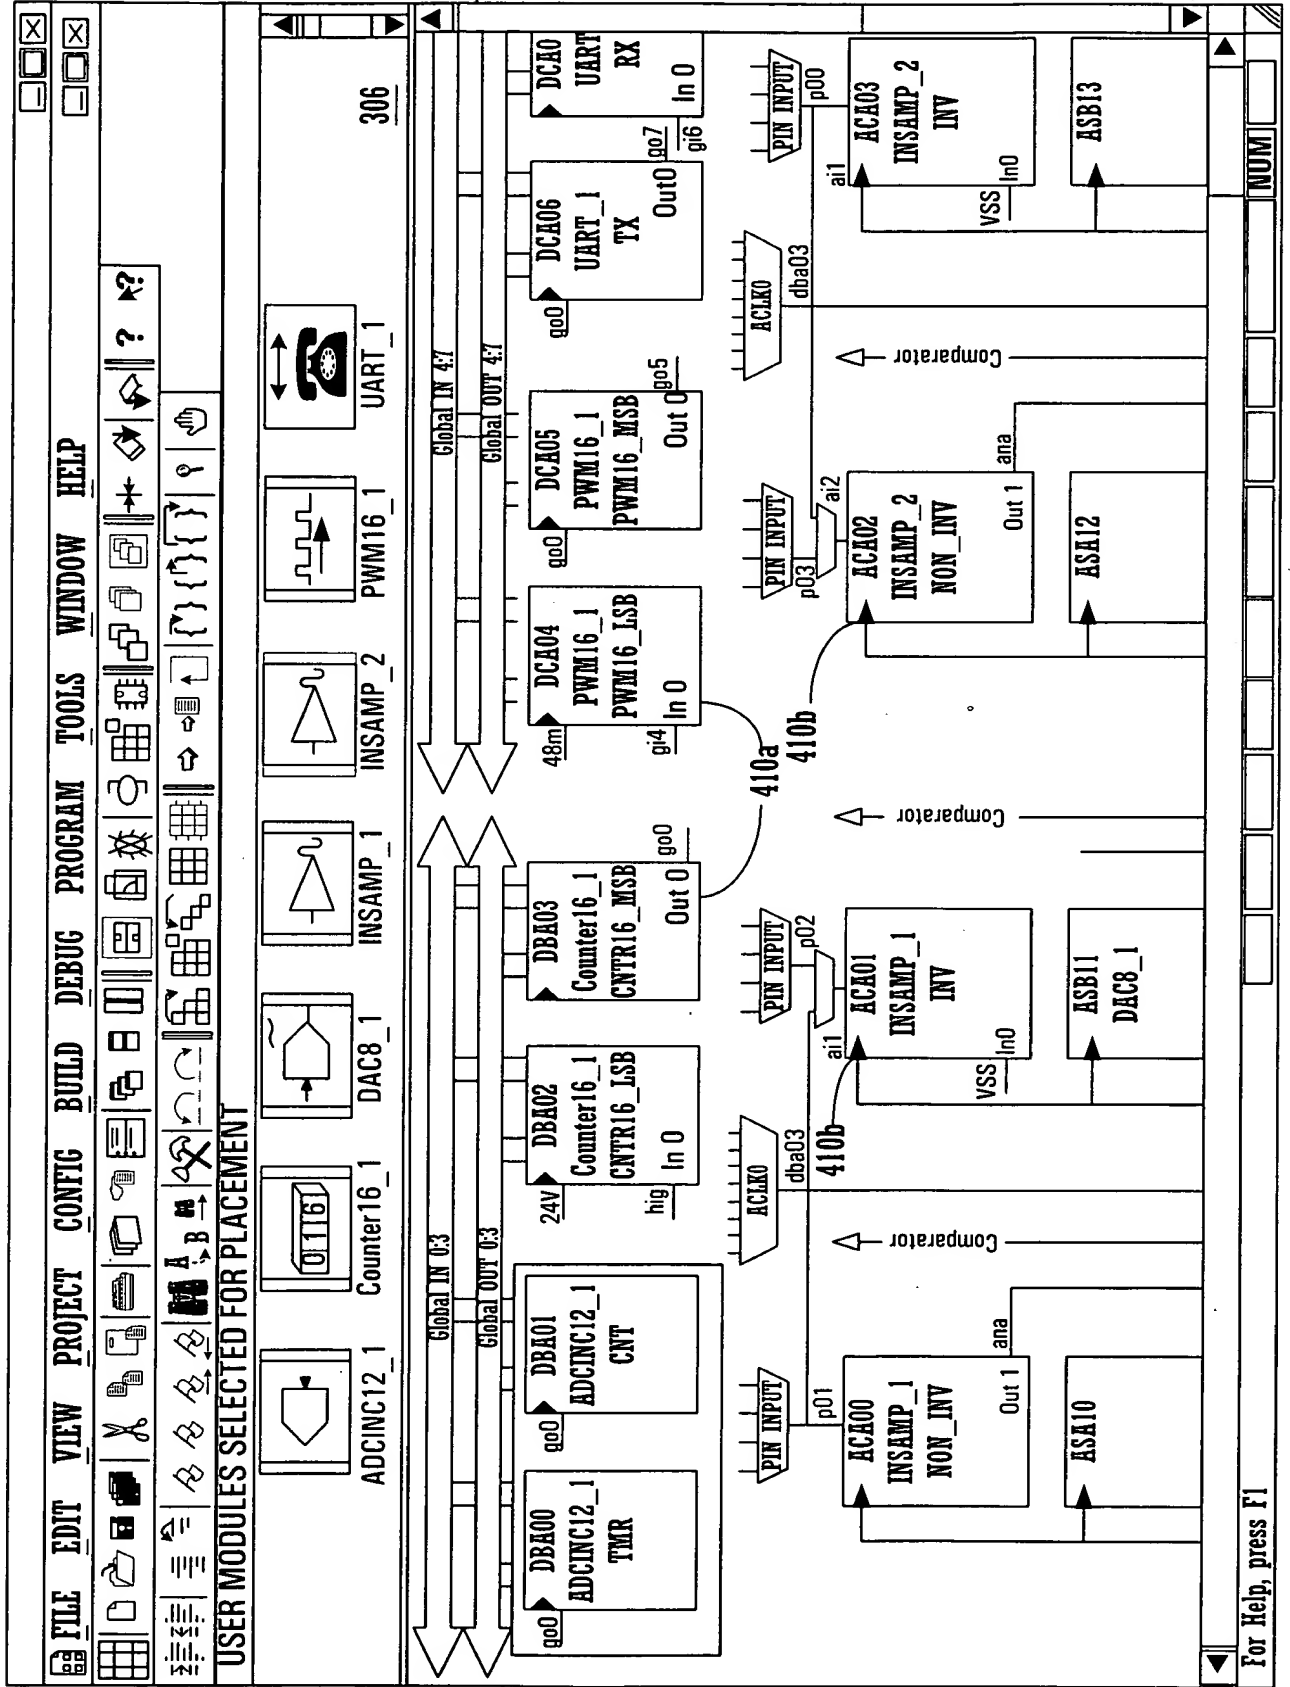 FILE EDIT VIEW PROJECT CONFIG BUILD DEBUG PROGRAM TOOLS WINDOW HELP
A
B
? ?
USER MODULES SELECTED FOR PLACEMENT
0 1 1 6
ADCINC12_1 Counter16_1 DAC8_1 INSAMP_1 INSAMP_2 PWM16_1 UART_1
306
Global IN 0:3
Global IN 4:7
Global OUT 0:3
Global OUT 4:7
go0
DBA00
ADCINC12_1
TMR
go0
DBA01
ADCINC12_1
CNT
24V
DBA02
Counter16_1
CNTR16_LSB
hig
In 0
DBA03
Counter16_1
CNTR16_MSB
Out 0
go0
48m
DCA04
PWM16_1
PWM16_LSB
gi4
In 0
go0
DCA05
PWM16_1
PWM16_MSB
Out 0
go5
go0
DCA06
UART_1
TX
Out0
go7
DCA0
UART
RX
gi6
In 0
410a
410b
410b
PIN INPUT
p01
ACLK0
dba03
PIN INPUT
p02
ai1
PIN INPUT
p03
ai2
ACLK0
dba03
PIN INPUT
p00
ai1
ACA00
INSAMP_1
NON_INV
Out 1
ana
Comparator
ACA01
INSAMP_1
INV
VSS
In0
Comparator
ACA02
INSAMP_2
NON_INV
Out 1
ana
Comparator
ACA03
INSAMP_2
INV
VSS
In0
Comparator
ASA10
ASB11
DAC8_1
ASA12
ASB13
For Help, press F1
NUM